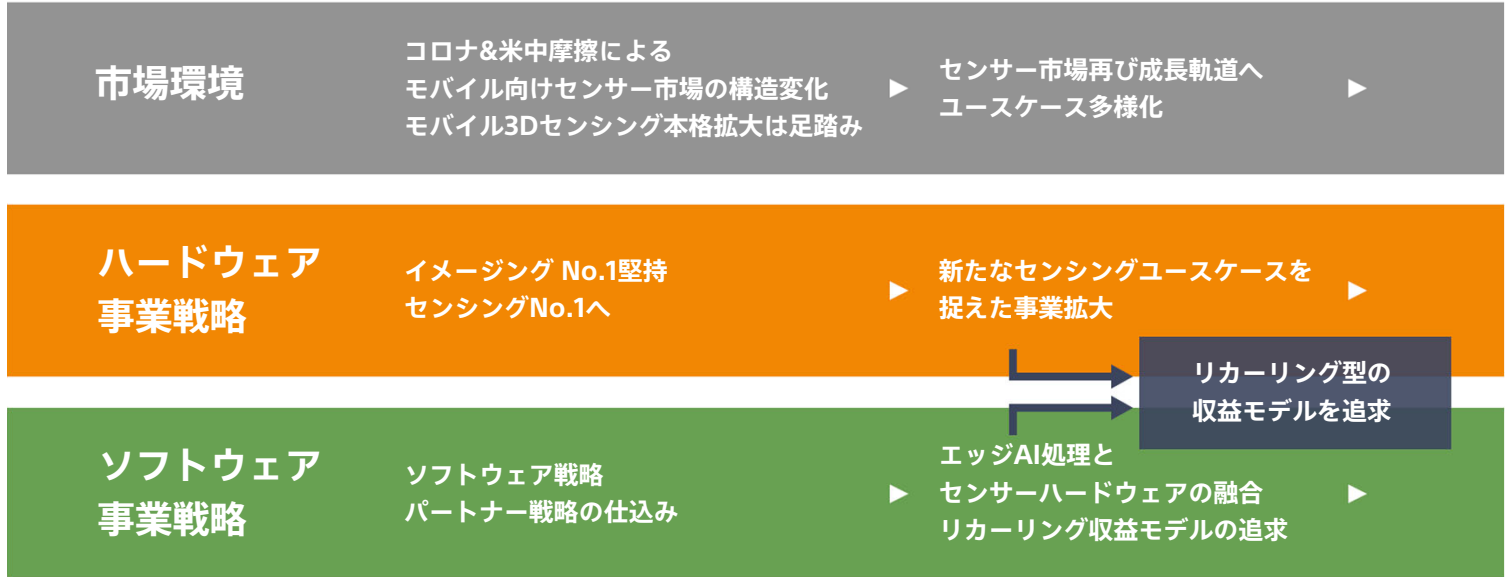 市場環境
コロナ&米中摩擦による
モバイル向けセンサー市場の構造変化
モバイル3Dセンシング本格拡大は足踏み
センサー市場再び成長軌道へ
ユースケース多様化
ハードウェア
事業戦略
イメージング No.1堅持
センシングNo.1へ
新たなセンシングユースケースを
捉えた事業拡大
リカーリング型の
収益モデルを追求
ソフトウェア
事業戦略
ソフトウェア戦略
パートナー戦略の仕込み
エッジAI処理と
センサーハードウェアの融合
リカーリング収益モデルの追求